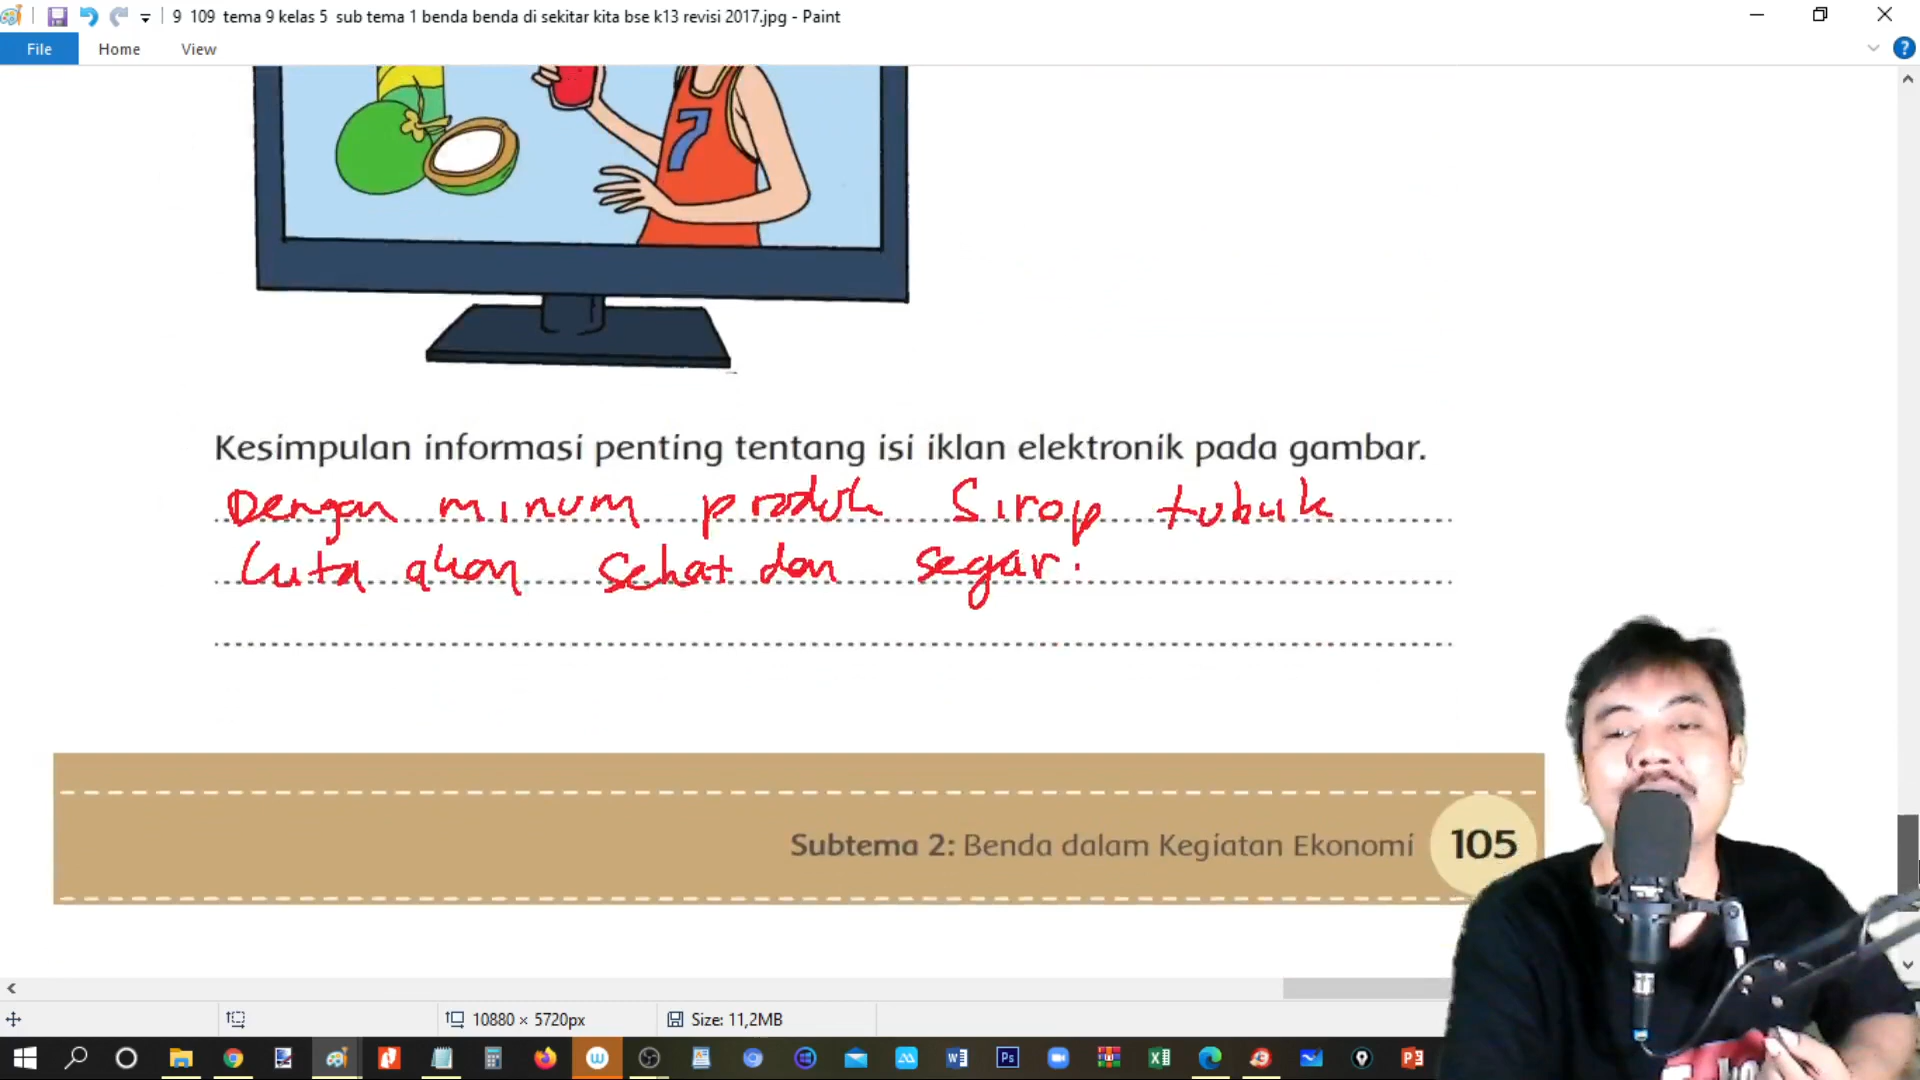 9 109 tema 9 kelas 5 sub tema 1 benda benda di sekitar kita bse k13 revisi 2017.jpg - Paint
File Home View
7
Kesimpulan informasi penting tentang isi iklan elektronik pada gambar.
Dengan minum produk Sirop tubuk
kita akan sehat dan segar.
Subtema 2: Benda dalam Kegiatan Ekonomi 105
10880 × 5720px Size: 11,2MB